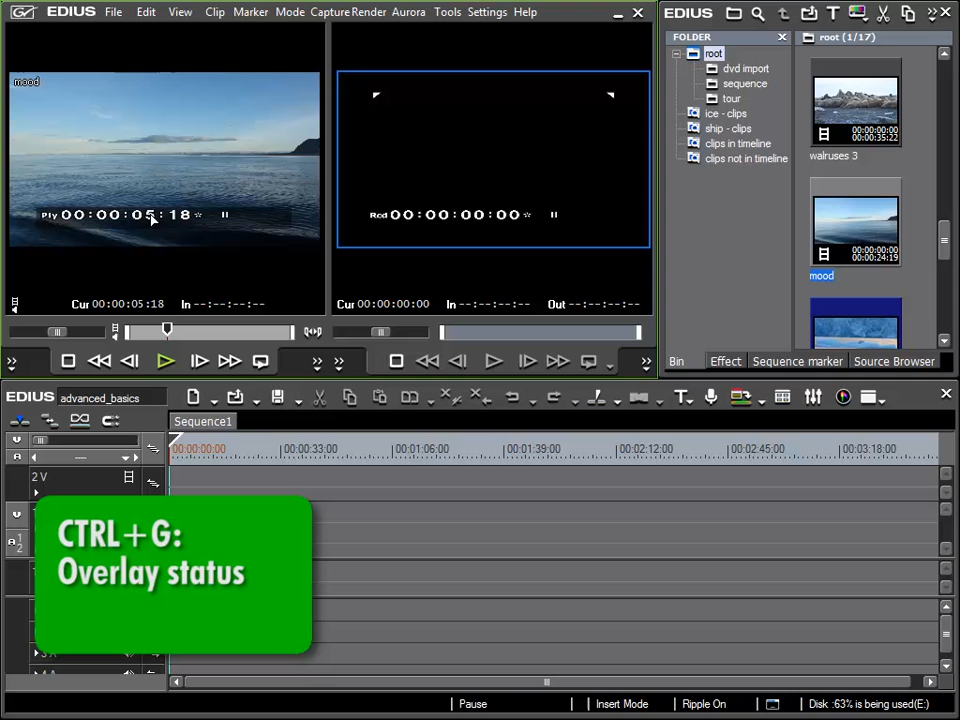 EDIUS File Edit View Clip Marker Mode Capture Render Aurora Tools Settings Help
mood
Ply 00:00:05:18
Rcd 00:00:00:00
Cur 00:00:05:18 In --:--:--:--
Cur 00:00:00:00 In --:--:--:-- Out --:--:--:--
EDIUS
FOLDER
root
dvd import
sequence
tour
ice - clips
ship - clips
clips in timeline
clips not in timeline
root (1/17)
00:00:00:00
00:00:35:22
walruses 3
00:00:00:00
00:00:24:19
mood
Bin Effect Sequence marker Source Browser
EDIUS advanced_basics
Sequence1
00:00:00:00 00:00:33:00 00:01:06:00 00:01:39:00 00:02:12:00 00:02:45:00 00:03:18:00
2 V
CTRL+G:
Overlay status
Pause Insert Mode Ripple On Disk :63% is being used(E:)